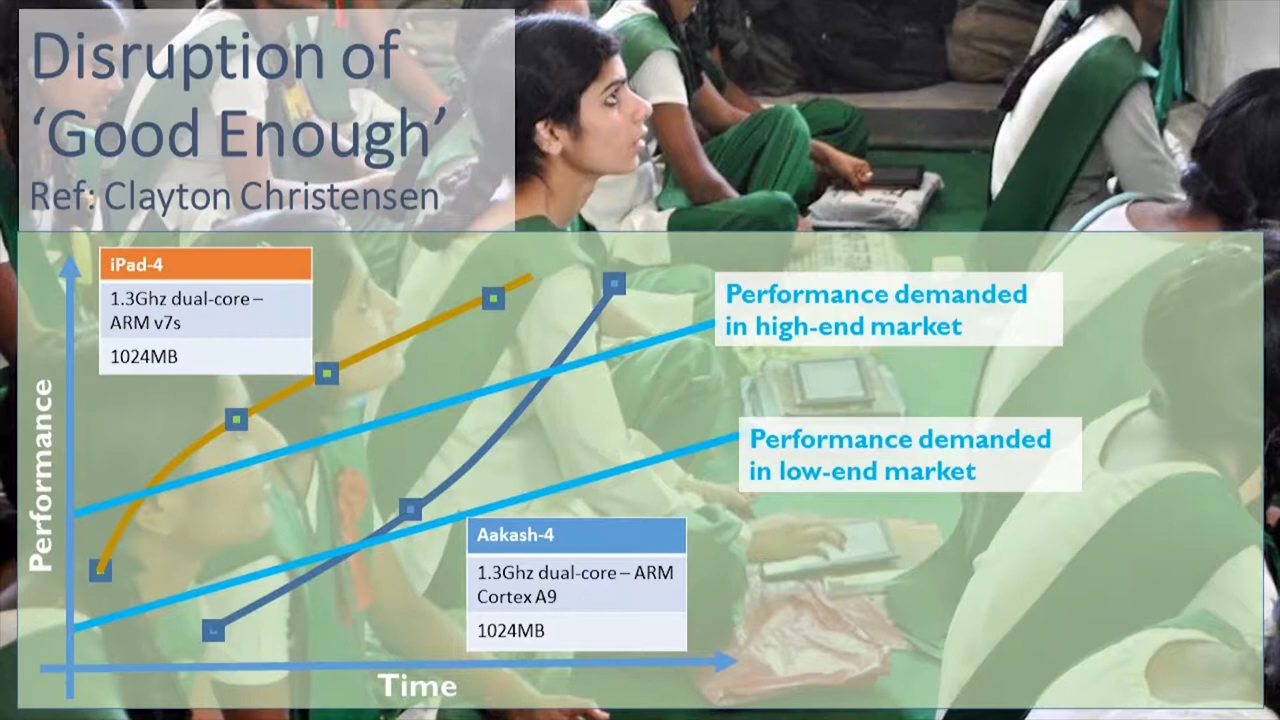 Disruption of
‘Good Enough’
Ref: Clayton Christensen
iPad-4
1.3Ghz dual-core –
ARM v7s
1024MB
Performance demanded
in high-end market
Performance demanded
in low-end market
Performance
Aakash-4
1.3Ghz dual-core – ARM
Cortex A9
1024MB
Time